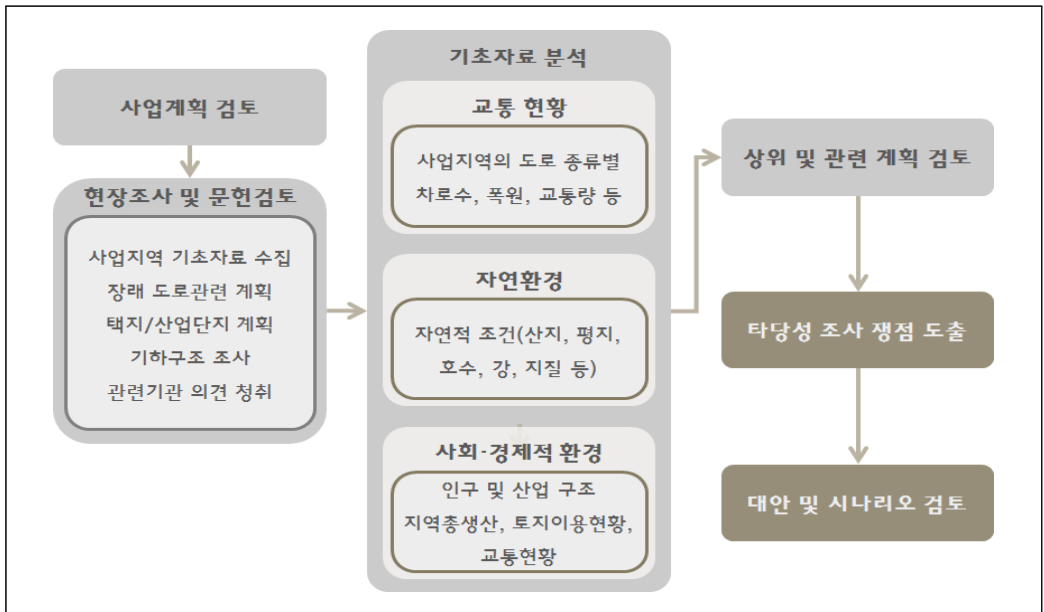 사업계획 검토
현장조사 및 문헌검토
사업지역 기초자료 수집
장래 도로관련 계획
택지/산업단지 계획
기하구조 조사
관련기관 의견 청취
기초자료 분석
교통 현황
사업지역의 도로 종류별
차로수, 폭원, 교통량 등
자연환경
자연적 조건(산지, 평지,
호수, 강, 지질 등)
사회·경제적 환경
인구 및 산업 구조
지역총생산, 토지이용현황,
교통현황
상위 및 관련 계획 검토
타당성 조사 쟁점 도출
대안 및 시나리오 검토